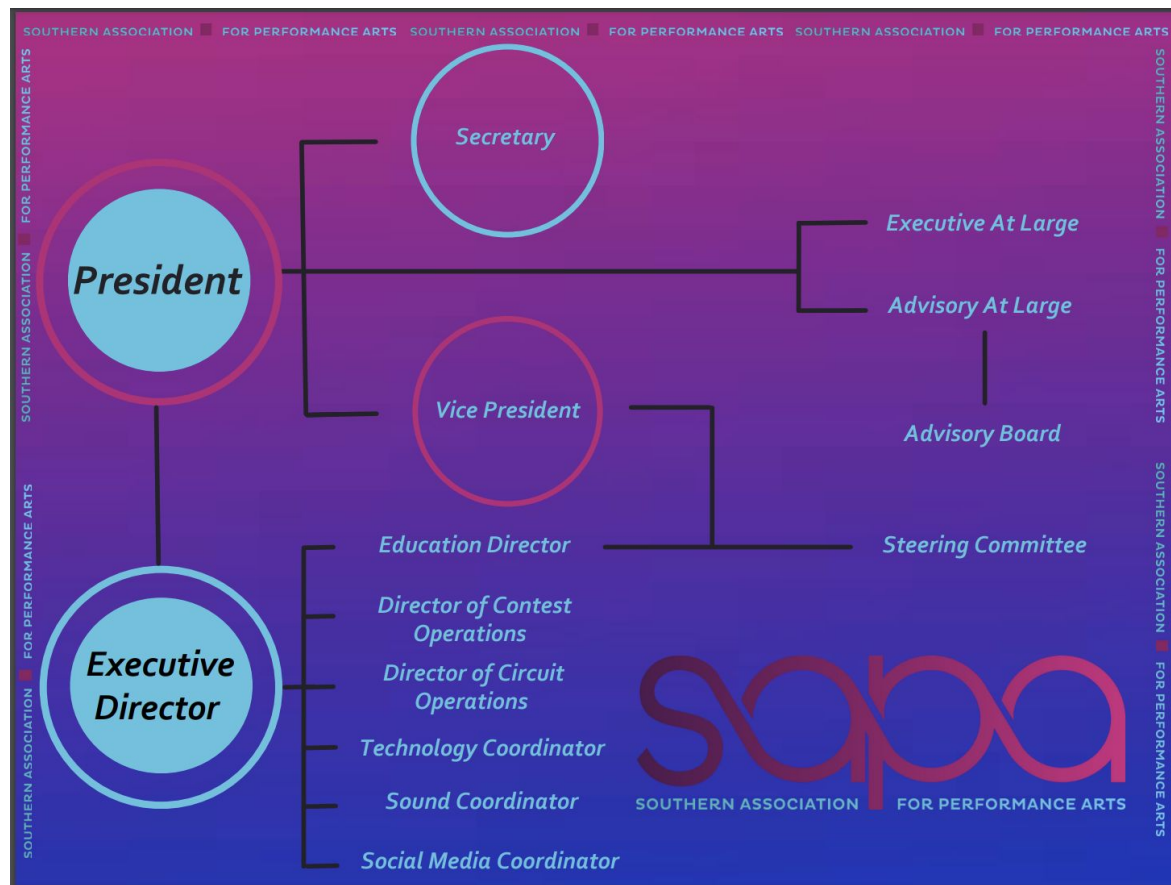 SOUTHERN ASSOCIATION FOR PERFORMANCE ARTS SOUTHERN ASSOCIATION FOR PERFORMANCE ARTS SOUTHERN ASSOCIATION FOR PERFORMANCE ARTS
SOUTHERN ASSOCIATION FOR PERFORMANCE ARTS
SOUTHERN ASSOCIATION FOR PERFORMANCE ARTS
Secretary
President
Executive At Large
Advisory At Large
Vice President
Advisory Board
Education Director
Steering Committee
Executive
Director
Director of Contest
Operations
Director of Circuit
Operations
Technology Coordinator
Sound Coordinator
Social Media Coordinator
sapa
SOUTHERN ASSOCIATION FOR PERFORMANCE ARTS
SOUTHERN ASSOCIATION FOR PERFORMANCE ARTS
SOUTHERN ASSOCIATION FOR PERFORMANCE ARTS